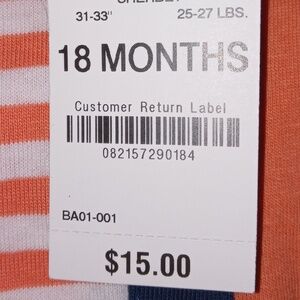 31-33" 25-27 LBS.
18 MONTHS
Customer Return Label
082157290184
BA01-001
$15.00